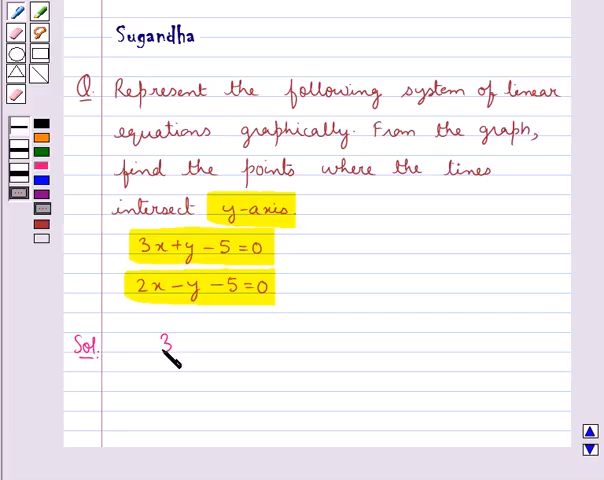 Sugandha
Q. Represent the following system of linear
equations graphically. From the graph,
find the points where the lines
intersect y-axis.
3x+y-5=0
2x-y-5=0
Sol. 3